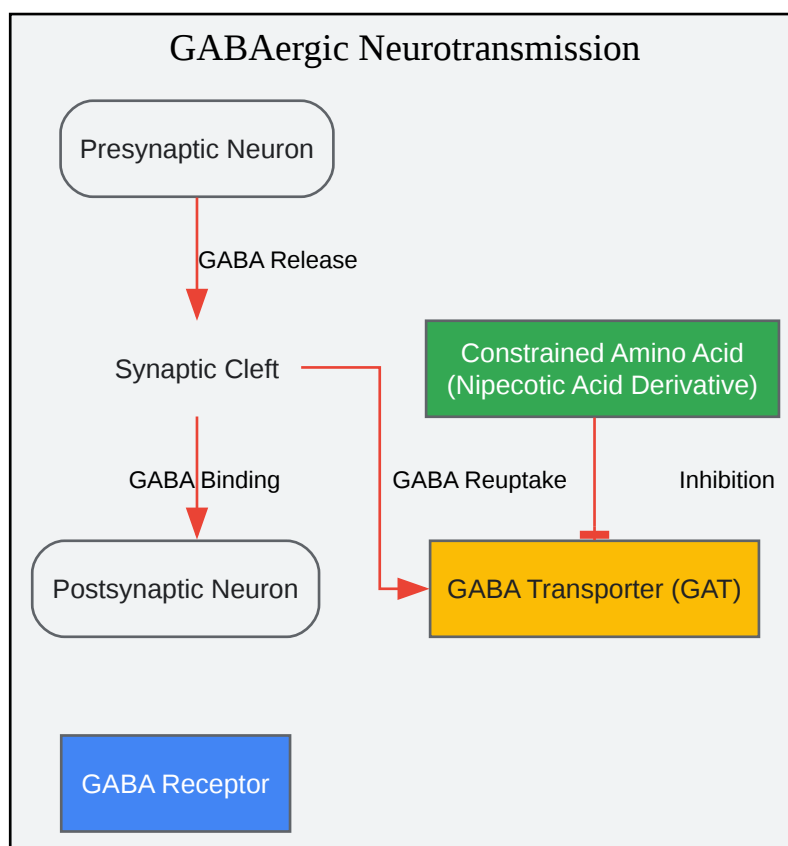 GABAergic Neurotransmission
Presynaptic Neuron
GABA Release
Synaptic Cleft
Constrained Amino Acid
(Nipecotic Acid Derivative)
GABA Binding
GABA Reuptake
Inhibition
Postsynaptic Neuron
GABA Transporter (GAT)
GABA Receptor